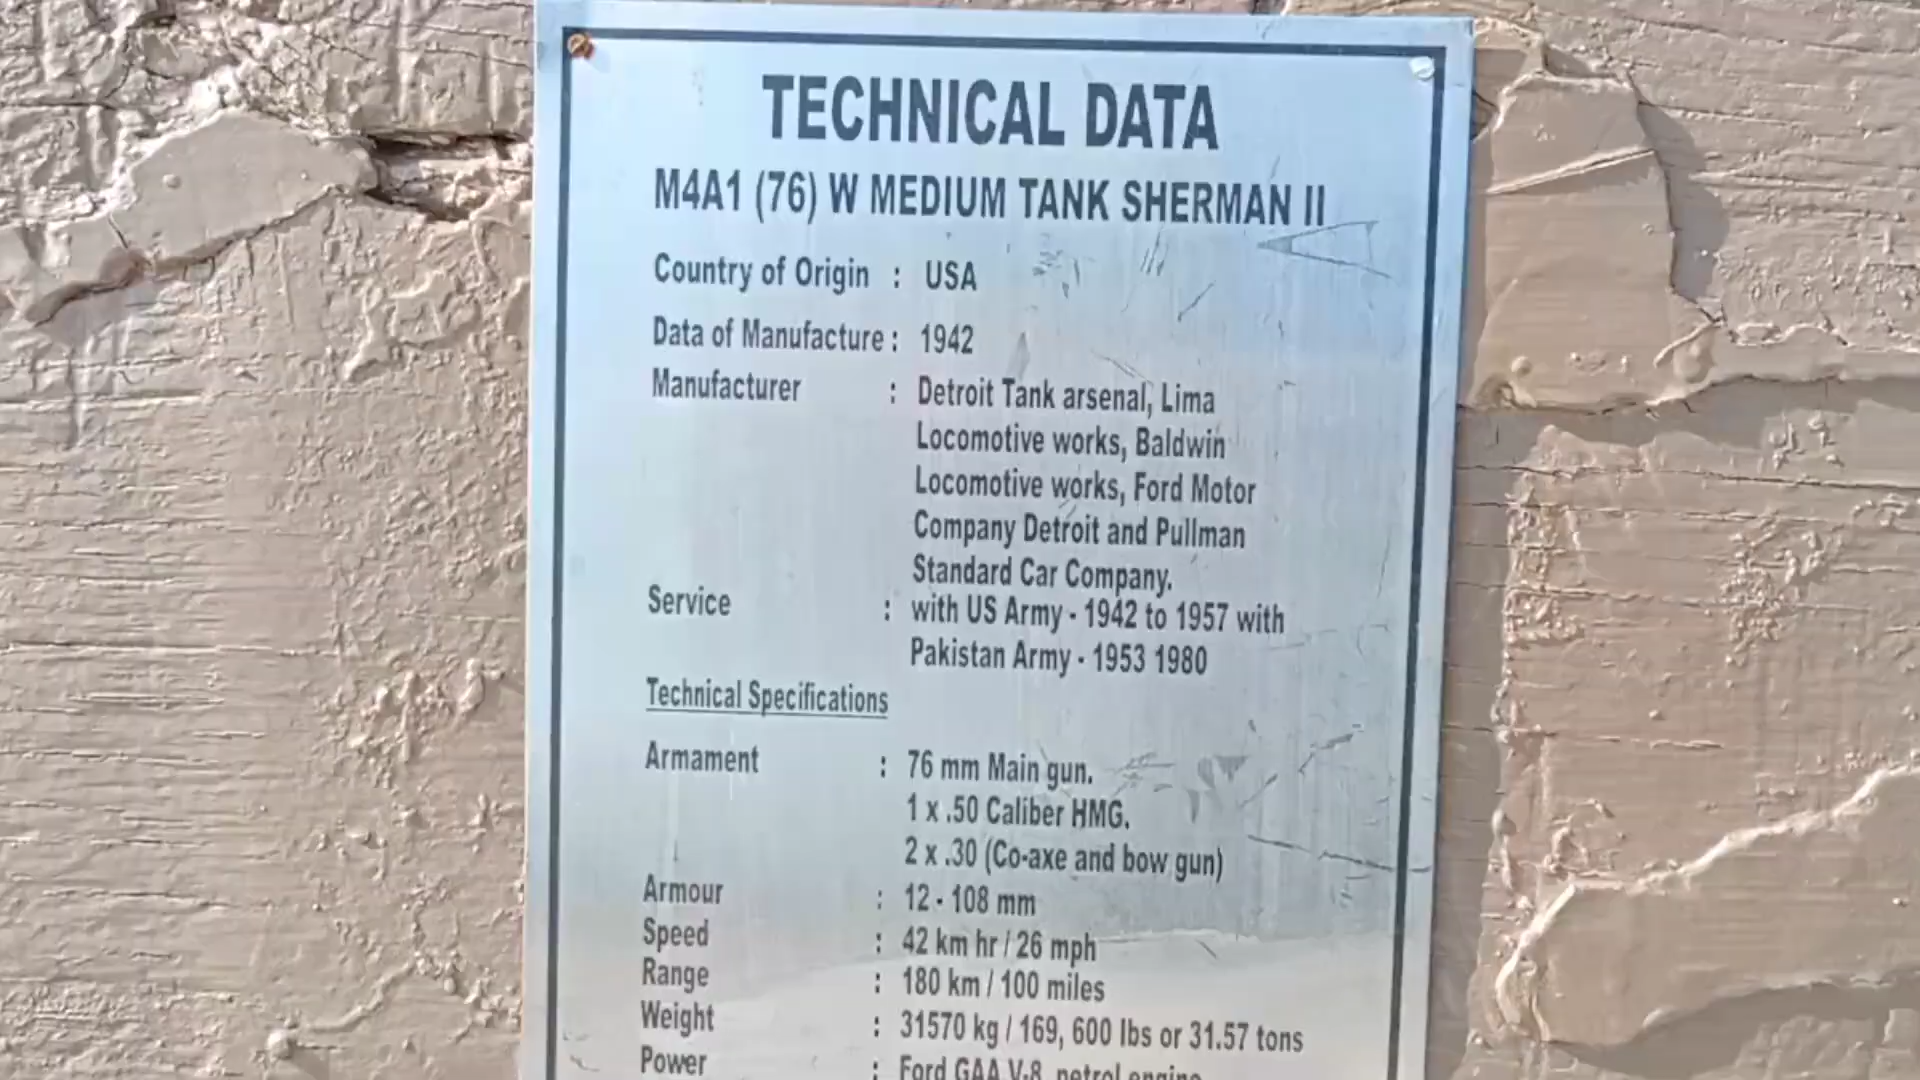 TECHNICAL DATA
M4A1 (76) W MEDIUM TANK SHERMAN II
Country of Origin : USA
Data of Manufacture : 1942
Manufacturer : Detroit Tank arsenal, Lima
Locomotive works, Baldwin
Locomotive works, Ford Motor
Company Detroit and Pullman
Standard Car Company.
Service : with US Army - 1942 to 1957 with
Pakistan Army - 1953 1980
Technical Specifications
Armament : 76 mm Main gun.
1 x .50 Caliber HMG.
2 x .30 (Co-axe and bow gun)
Armour : 12 - 108 mm
Speed : 42 km hr / 26 mph
Range : 180 km / 100 miles
Weight : 31570 kg / 169, 600 lbs or 31.57 tons
Power : Ford GAA V-8, petrol engine